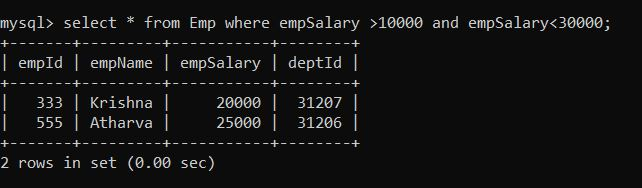 mysql> select * from Emp where empSalary >10000 and empSalary<30000;
+-------+---------+-----------+--------+
| empId | empName | empSalary | deptId |
+-------+---------+-----------+--------+
|   333 | Krishna |     20000 |  31207 |
|   555 | Atharva |     25000 |  31206 |
+-------+---------+-----------+--------+
2 rows in set (0.00 sec)